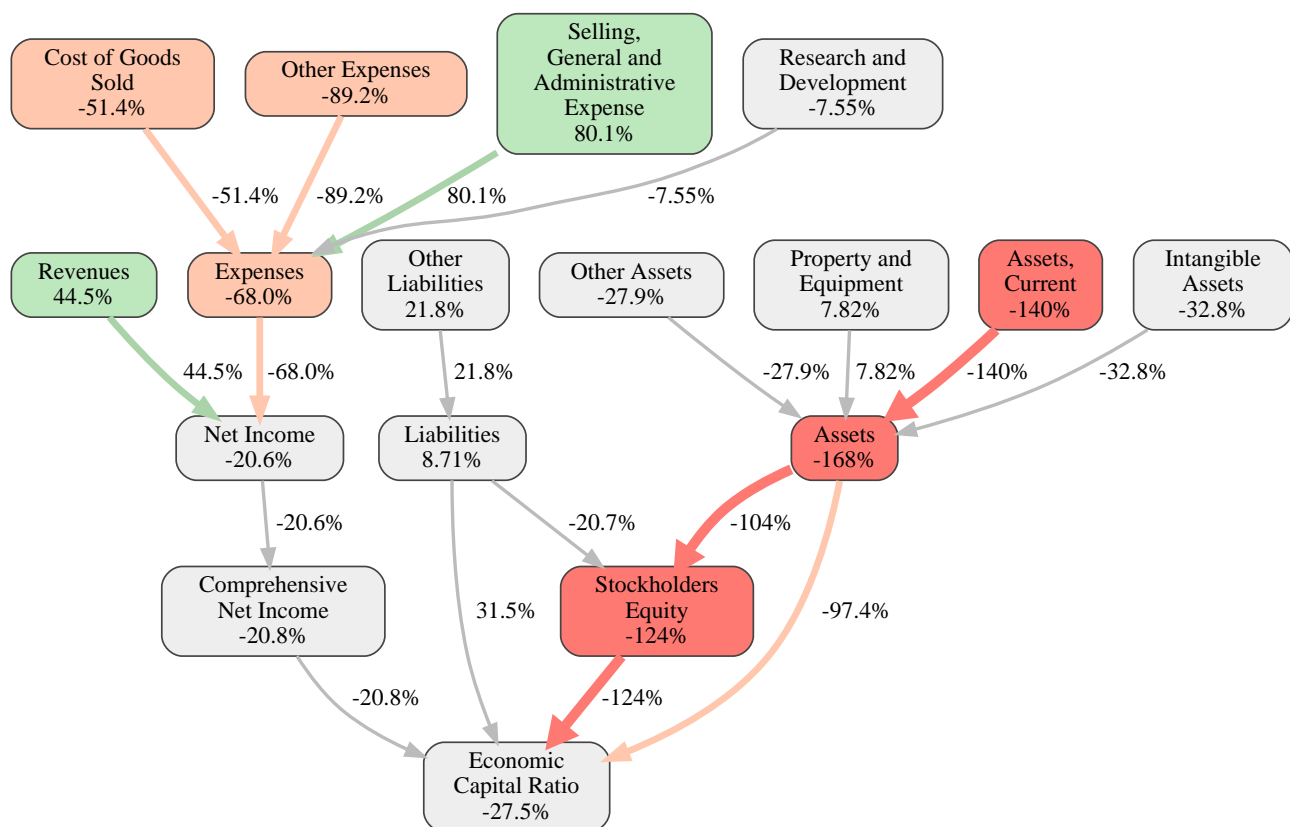 Cost of Goods
Sold
-51.4%
Other Expenses
-89.2%
Selling,
General and
Administrative
Expense
80.1%
Research and
Development
-7.55%
-51.4%
-89.2%
80.1%
-7.55%
Revenues
44.5%
Expenses
-68.0%
Other
Liabilities
21.8%
Other Assets
-27.9%
Property and
Equipment
7.82%
Assets,
Current
-140%
Intangible
Assets
-32.8%
44.5%
-68.0%
21.8%
-27.9%
7.82%
-140%
-32.8%
Net Income
-20.6%
Liabilities
8.71%
Assets
-168%
-20.6%
-20.7%
-104%
Comprehensive
Net Income
-20.8%
31.5%
Stockholders
Equity
-124%
-97.4%
-20.8%
-124%
Economic
Capital Ratio
-27.5%